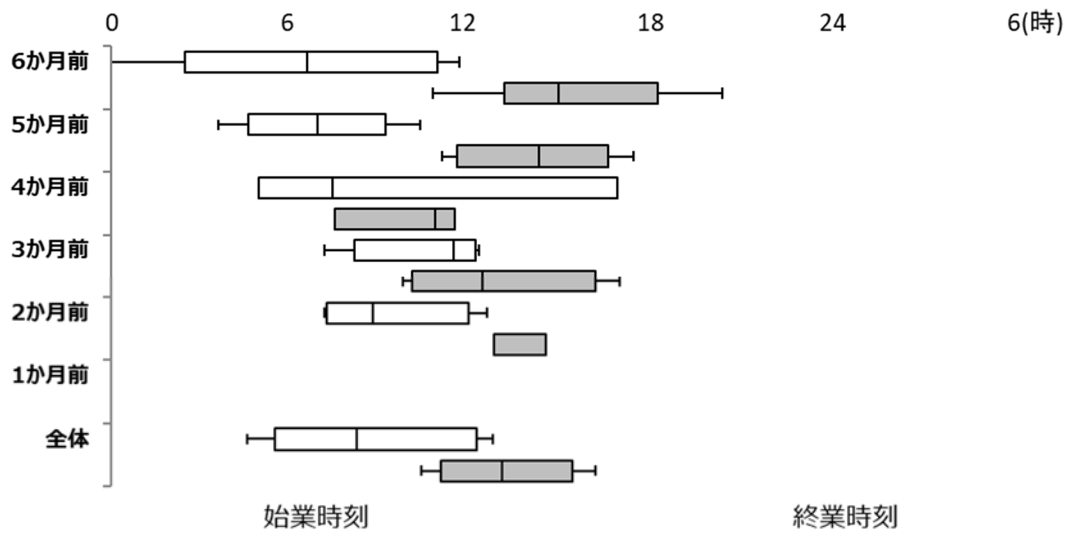 0 6 12 18 24 6(時)
6か月前
5か月前
4か月前
3か月前
2か月前
1か月前
全体
始業時刻 終業時刻